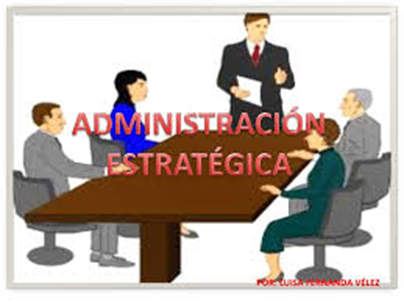 ADMINISTRACIÓN
ESTRATÉGICA
POR: LUISA FERNANDA VÉLEZ